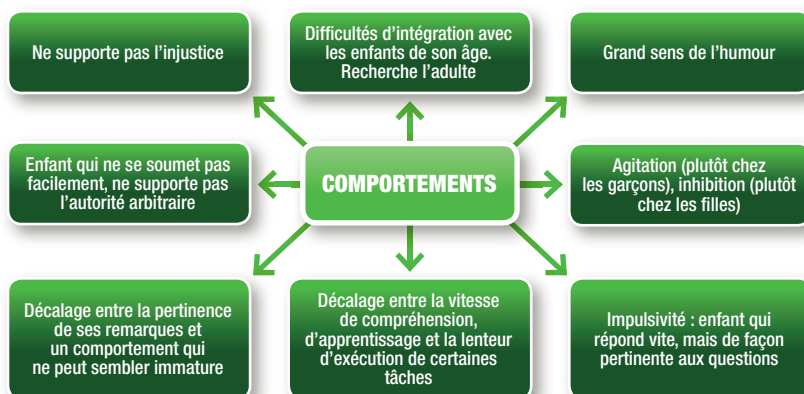 Ne supporte pas l'injustice
Difficultés d'intégration avec
les enfants de son âge.
Recherche l'adulte
Grand sens de l'humour
Enfant qui ne se soumet pas
facilement, ne supporte pas
l'autorité arbitraire
COMPORTEMENTS
Agitation (plutôt chez
les garçons), inhibition (plutôt
chez les filles)
Décalage entre la pertinence
de ses remarques et
un comportement qui
ne peut sembler immature
Décalage entre la vitesse
de compréhension,
d'apprentissage et la lenteur
d'exécution de certaines
tâches
Impulsivité : enfant qui
répond vite, mais de façon
pertinente aux questions